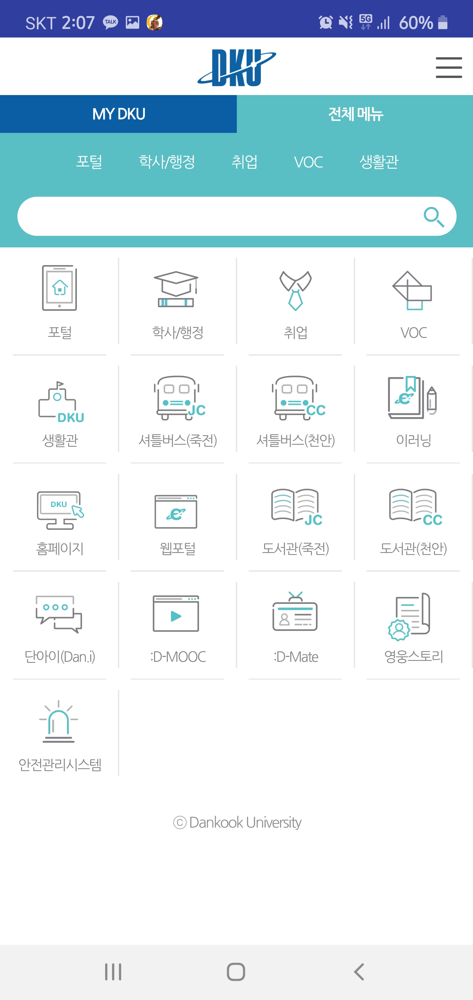 SKT 2:07 TALK 5G 60%
DKU
MY DKU 전체 메뉴
포털 학사/행정 취업 VOC 생활관
포털 학사/행정 취업 VOC
DKU JC CC e
생활관 셔틀버스(죽전) 셔틀버스(천안) 이러닝
DKU e JC CC
홈페이지 웹포털 도서관(죽전) 도서관(천안)
단아이(Dan.i) :D-MOOC :D-Mate 영웅스토리
안전관리시스템
ⓒ Dankook University